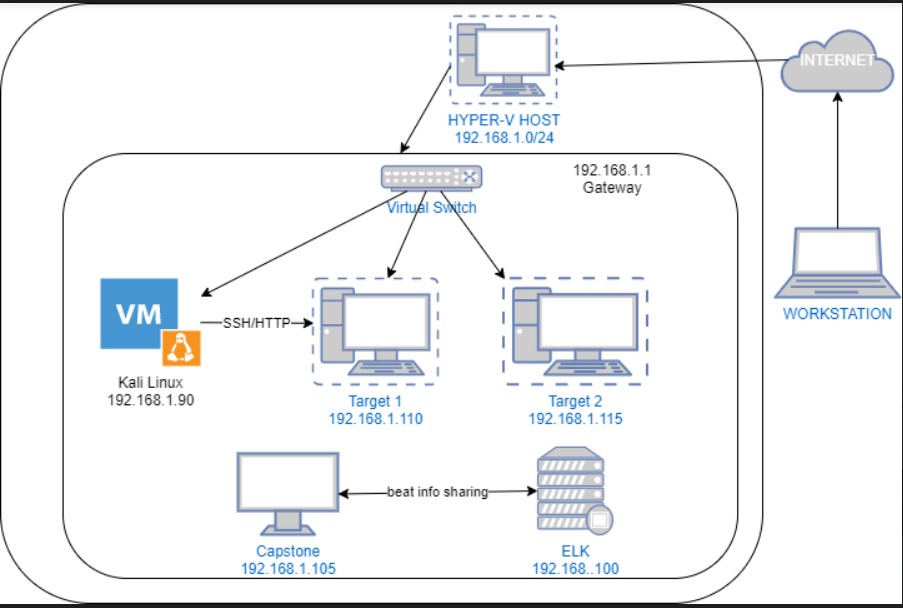 INTERNET
HYPER-V HOST
192.168.1.0/24
192.168.1.1
Gateway
Virtual Switch
VM
SSH/HTTP
WORKSTATION
Kali Linux
192.168.1.90
Target 1
192.168.1.110
Target 2
192.168.1.115
beat info sharing
Capstone
192.168.1.105
ELK
192.168..100